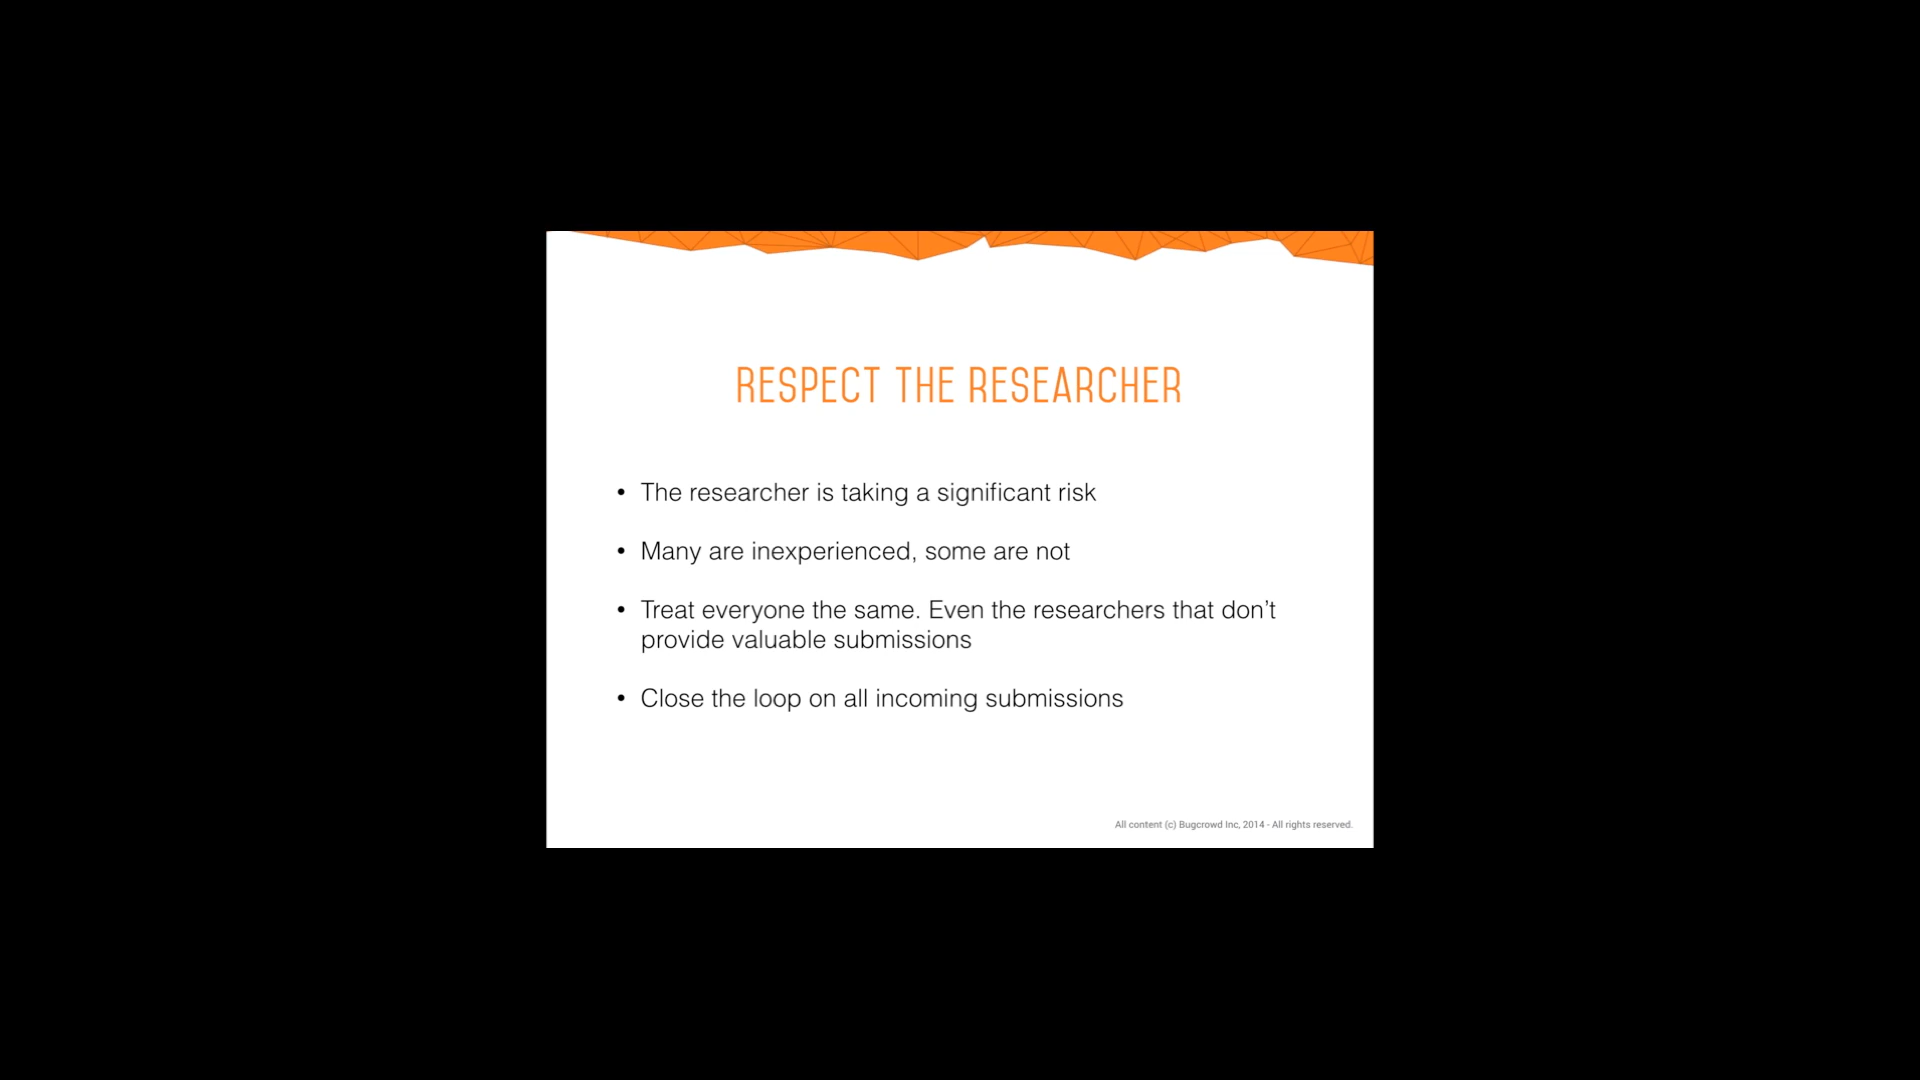 RESPECT THE RESEARCHER
• The researcher is taking a significant risk
• Many are inexperienced, some are not
• Treat everyone the same. Even the researchers that don’t
provide valuable submissions
• Close the loop on all incoming submissions
All content (c) Bugcrowd Inc, 2014 - All rights reserved.